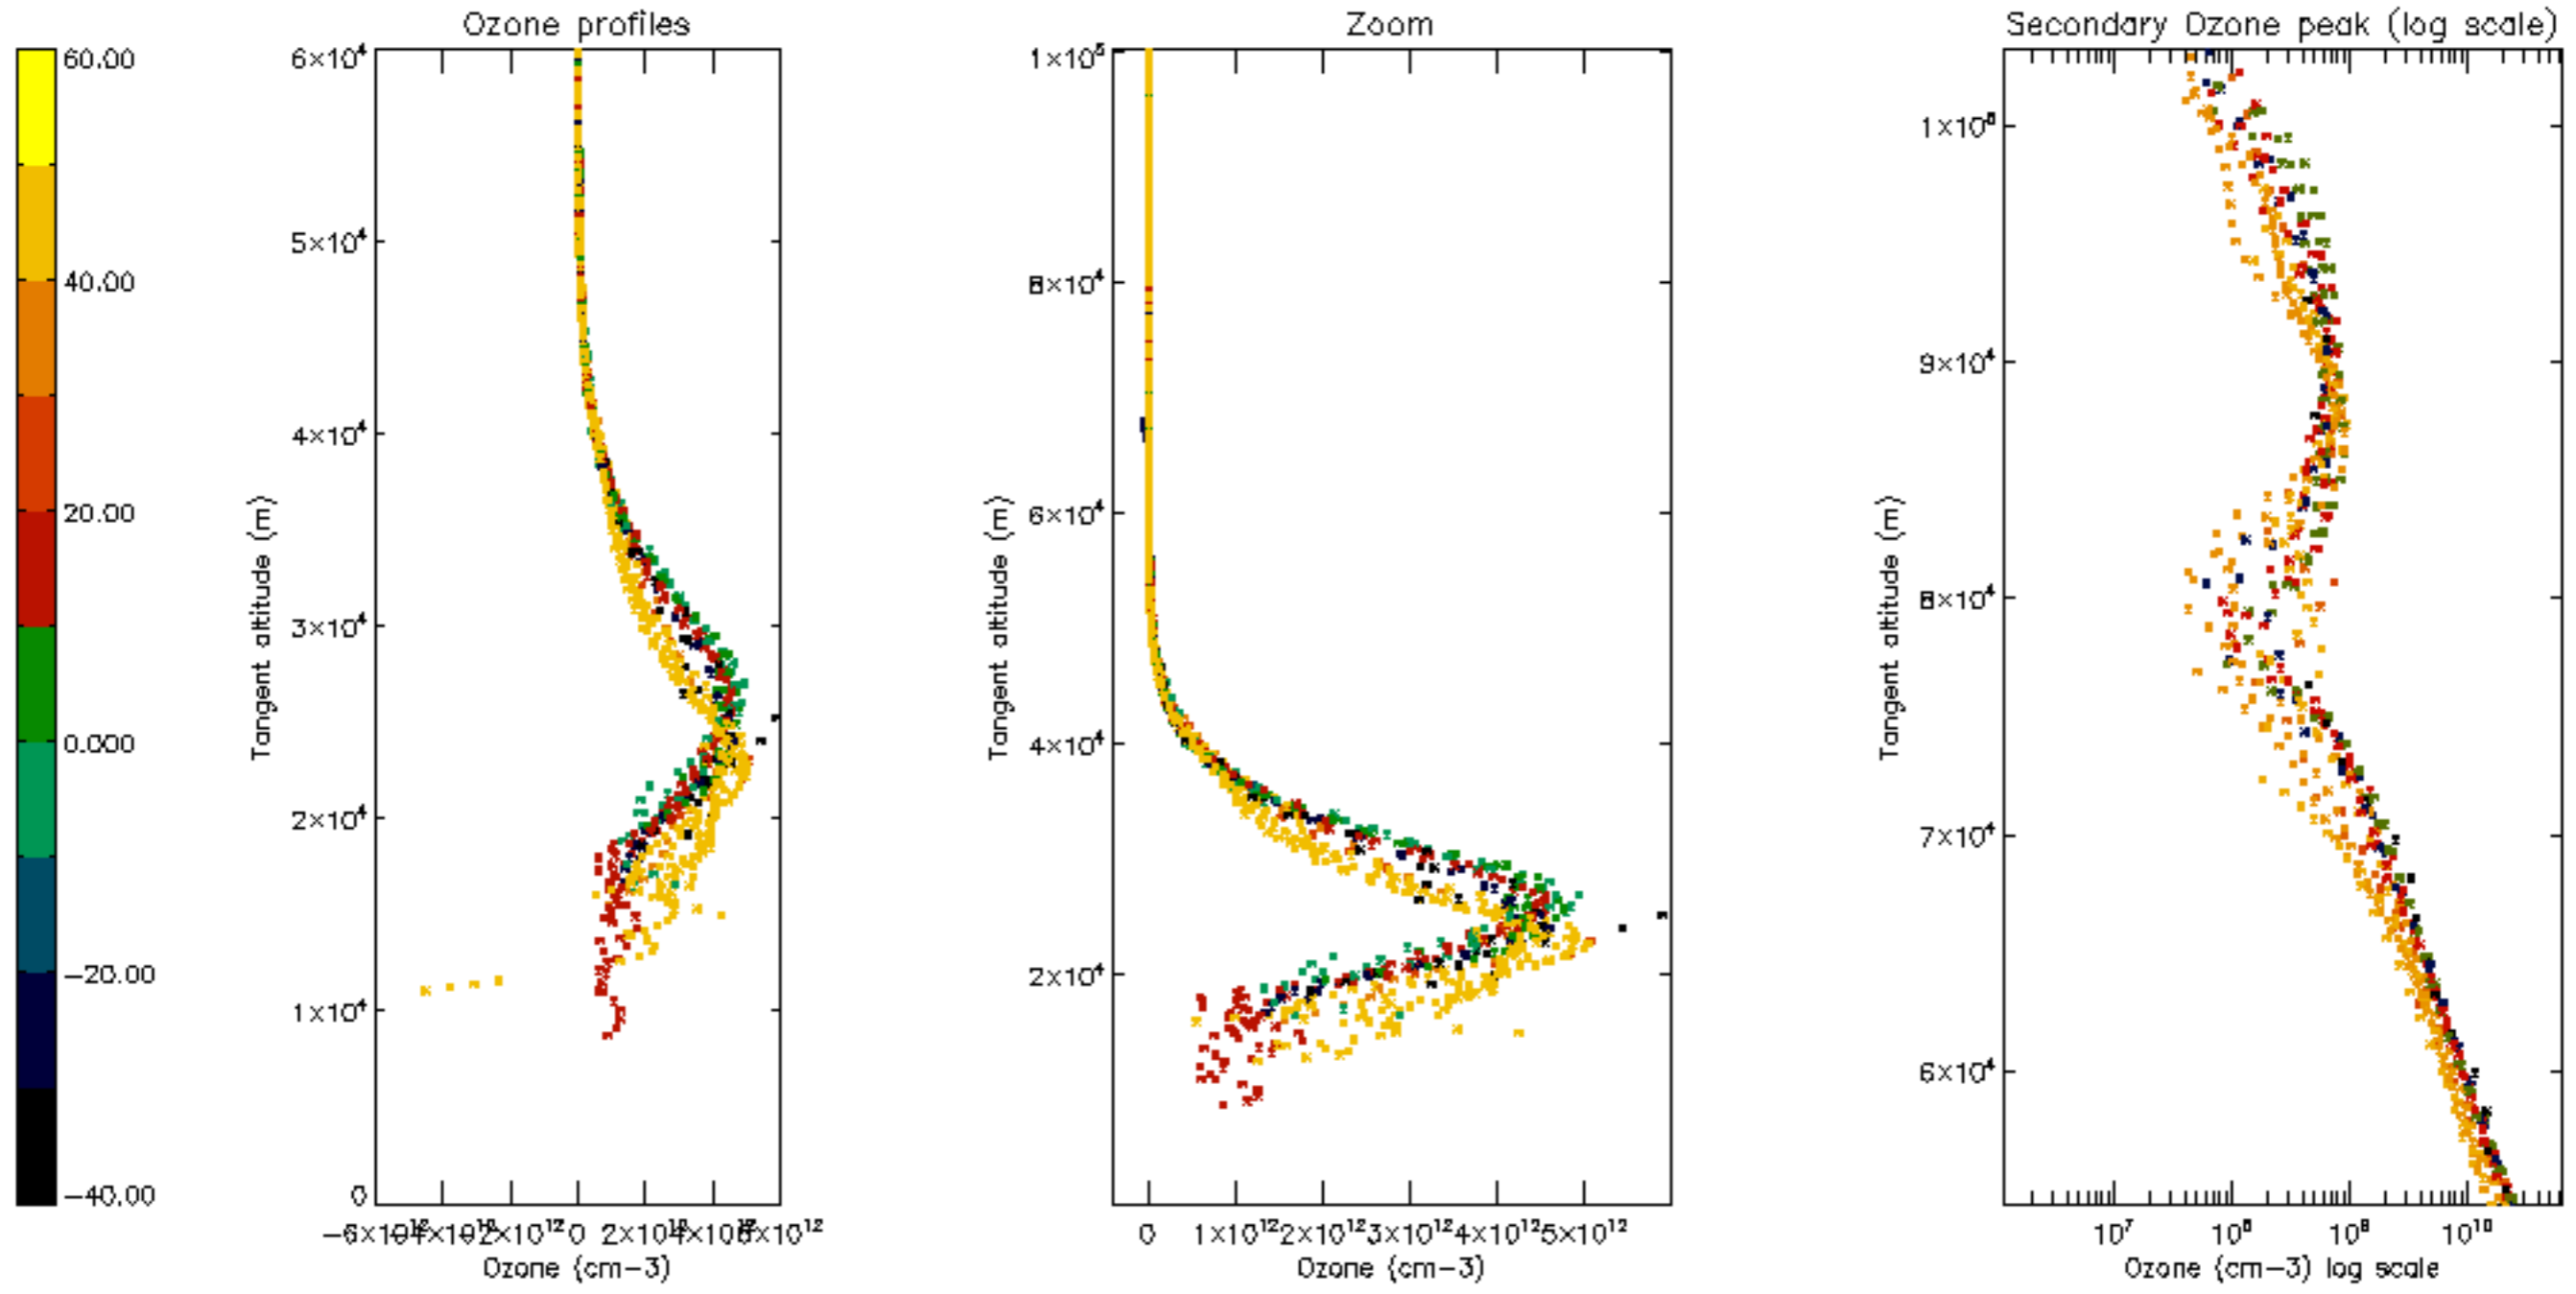 Ozone profiles
Zoom
Secondary Ozone peak (log scale)
60.00
40.00
20.00
0.000
-20.00
-40.00
6×10⁴
5×10⁴
4×10⁴
3×10⁴
2×10⁴
1×10⁴
0
Tangent altitude (m)
0
Ozone (cm-3)
1×10⁵
8×10⁴
6×10⁴
4×10⁴
2×10⁴
Tangent altitude (m)
0 1×10¹² 2×10¹² 3×10¹² 4×10¹² 5×10¹²
Ozone (cm-3)
1×10⁵
9×10⁴
8×10⁴
7×10⁴
6×10⁴
Tangent altitude (m)
10⁷ 10⁸ 10⁹ 10¹⁰
Ozone (cm-3) log scale